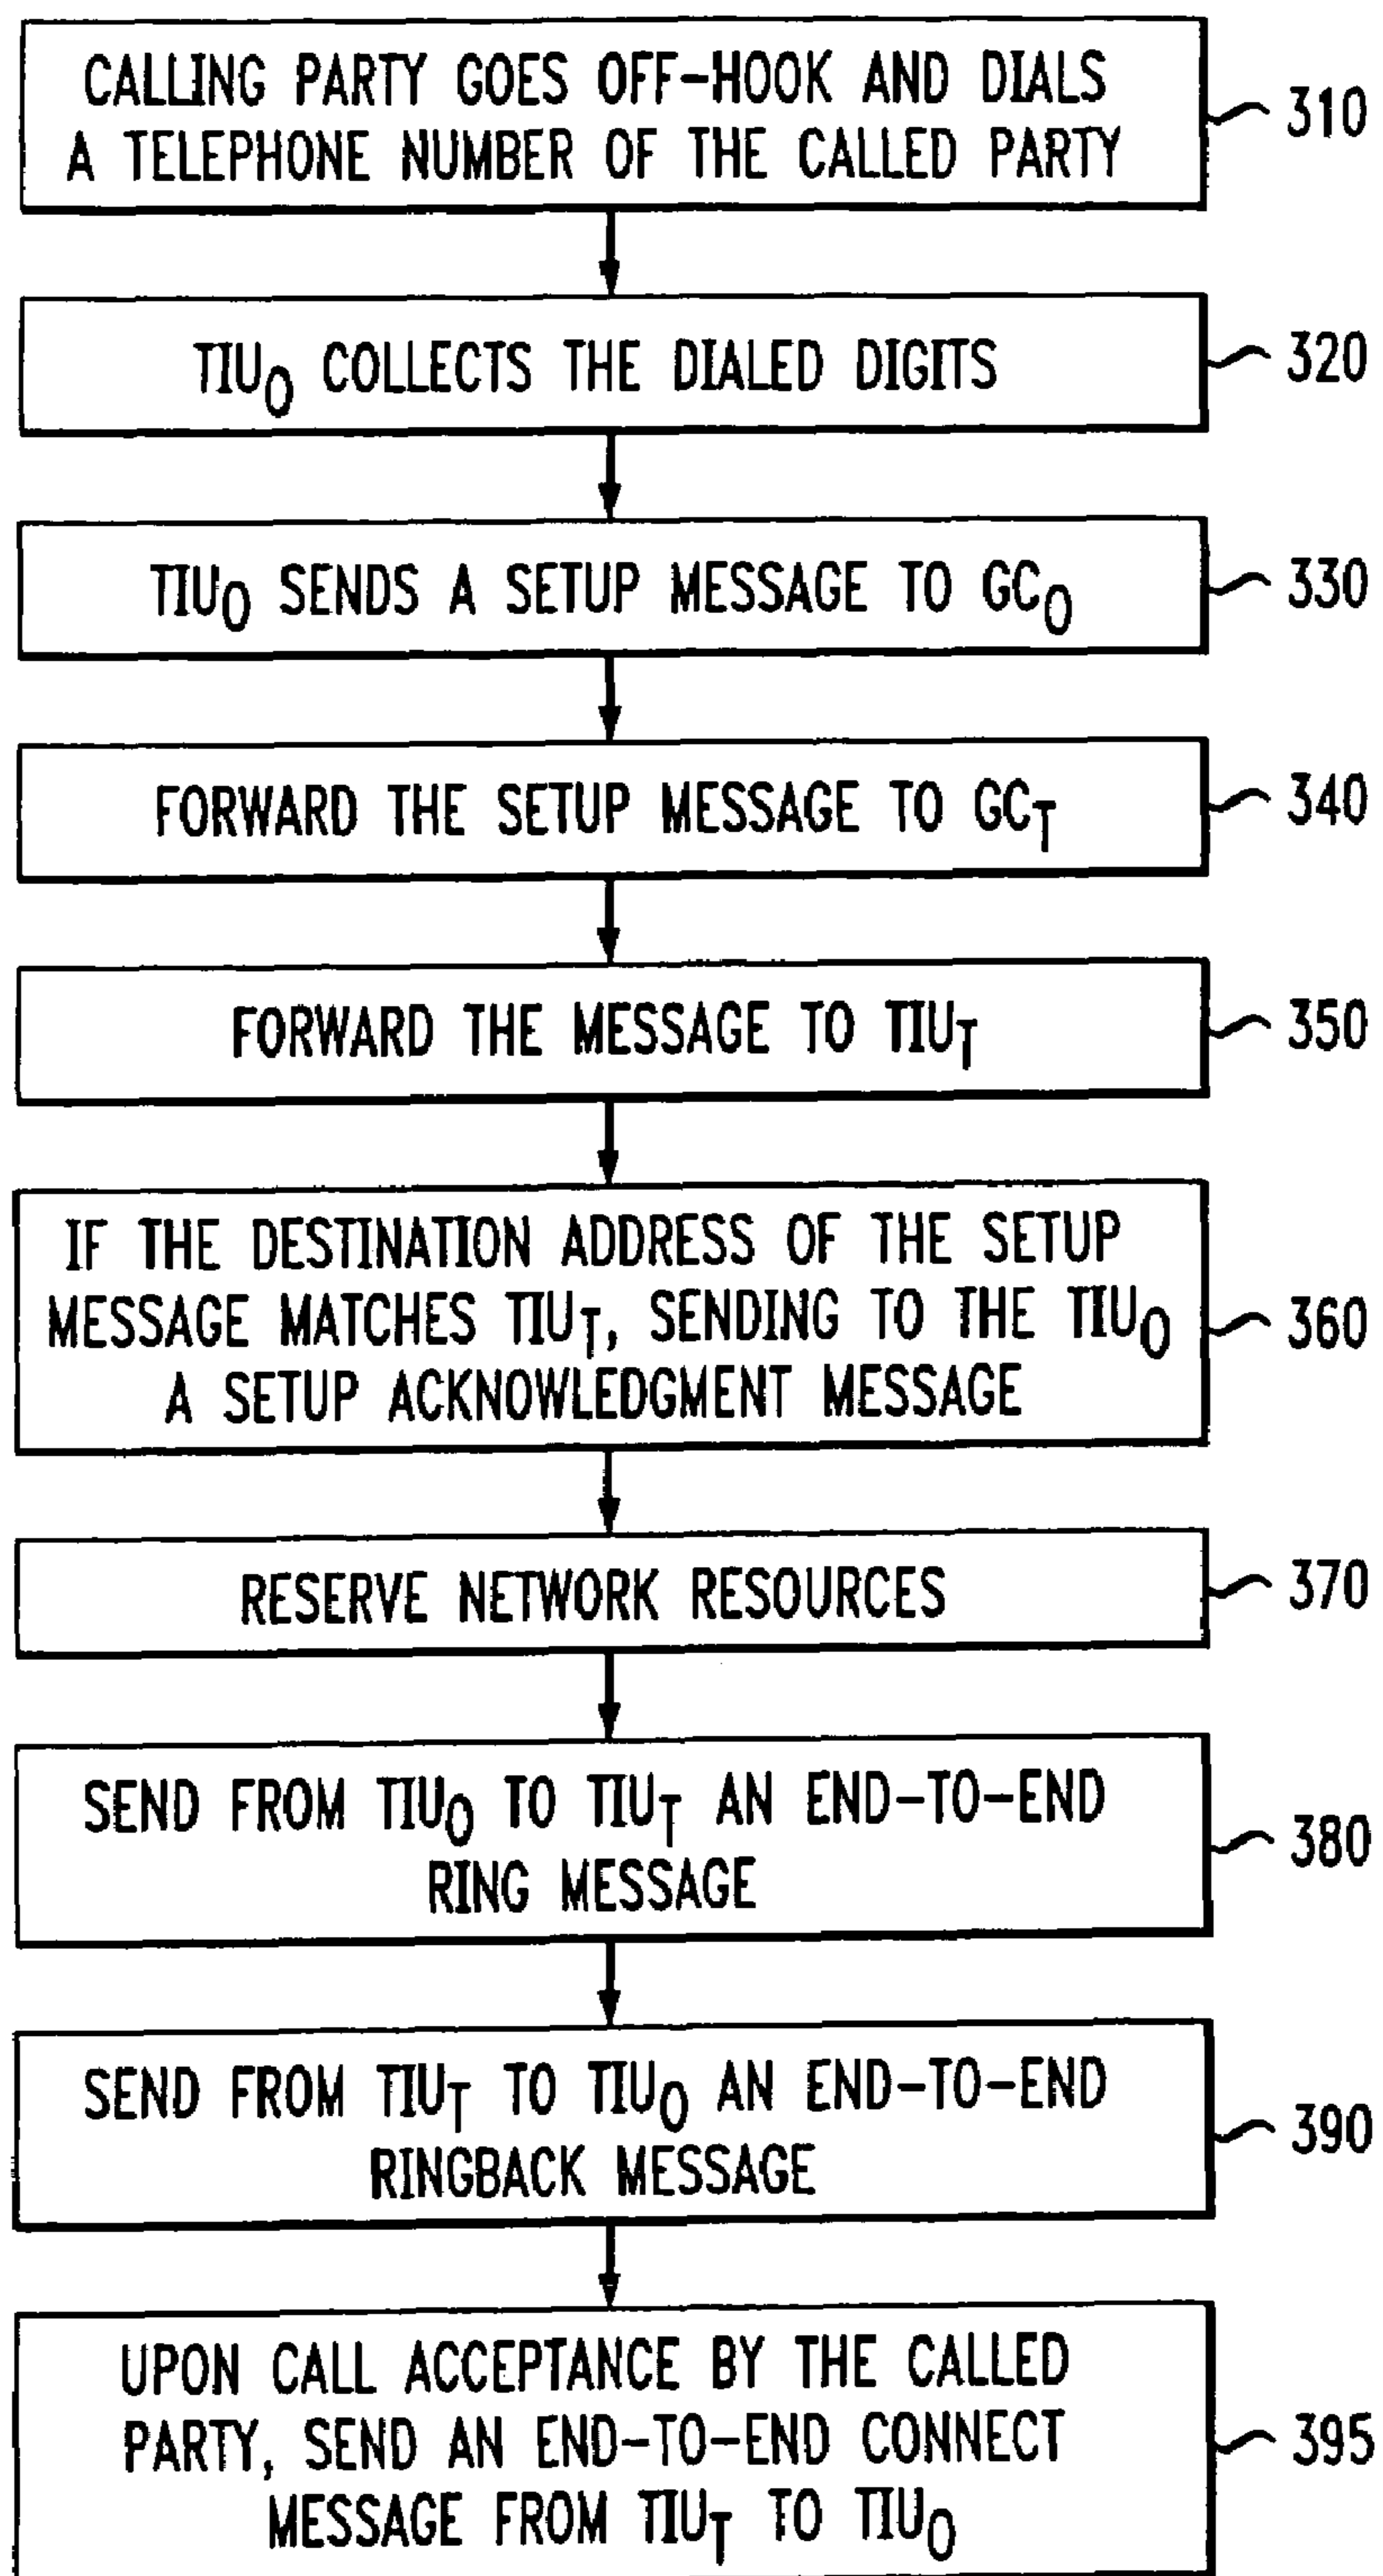 CALLING PARTY GOES OFF-HOOK AND DIALS
A TELEPHONE NUMBER OF THE CALLED PARTY
310
TIUO COLLECTS THE DIALED DIGITS
320
TIUO SENDS A SETUP MESSAGE TO GCO
330
FORWARD THE SETUP MESSAGE TO GCT
340
FORWARD THE MESSAGE TO TIUT
350
IF THE DESTINATION ADDRESS OF THE SETUP
MESSAGE MATCHES TIUT, SENDING TO THE TIUO
A SETUP ACKNOWLEDGMENT MESSAGE
360
RESERVE NETWORK RESOURCES
370
SEND FROM TIUO TO TIUT AN END-TO-END
RING MESSAGE
380
SEND FROM TIUT TO TIUO AN END-TO-END
RINGBACK MESSAGE
390
UPON CALL ACCEPTANCE BY THE CALLED
PARTY, SEND AN END-TO-END CONNECT
MESSAGE FROM TIUT TO TIUO
395